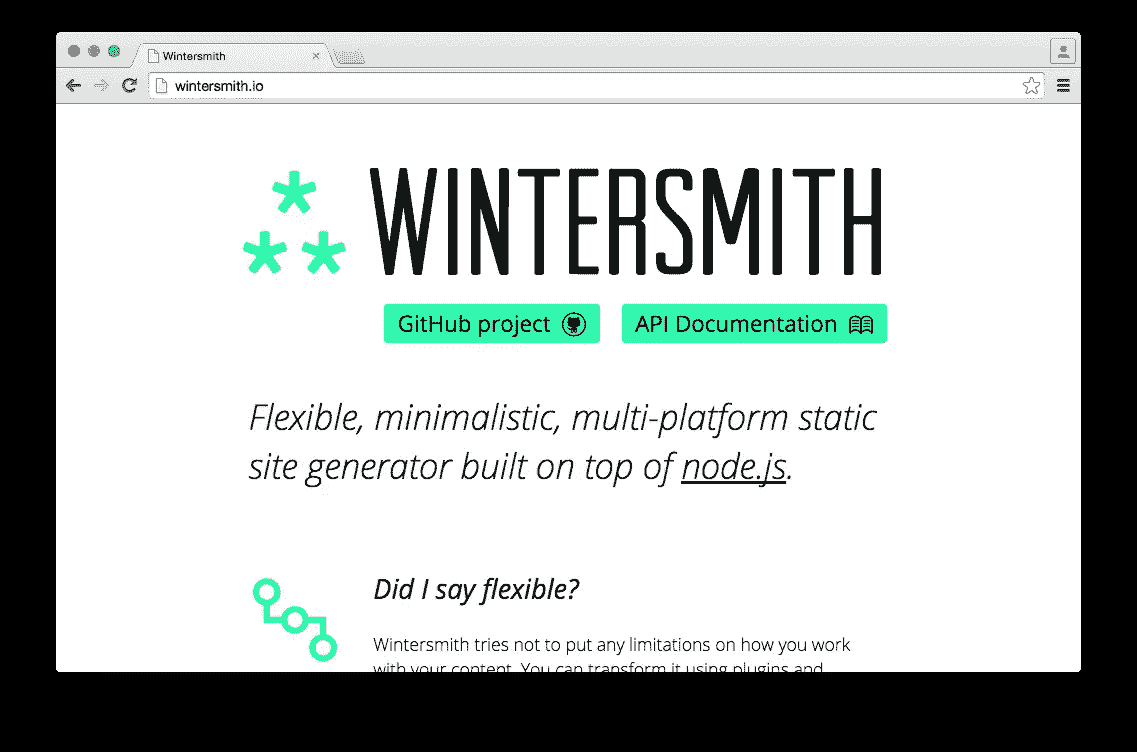 Wintersmith
wintersmith.io
WINTERSMITH
GitHub project
API Documentation
Flexible, minimalistic, multi-platform static
site generator built on top of node.js.
Did I say flexible?
Wintersmith tries not to put any limitations on how you work
with your content. You can transform it using plugins and